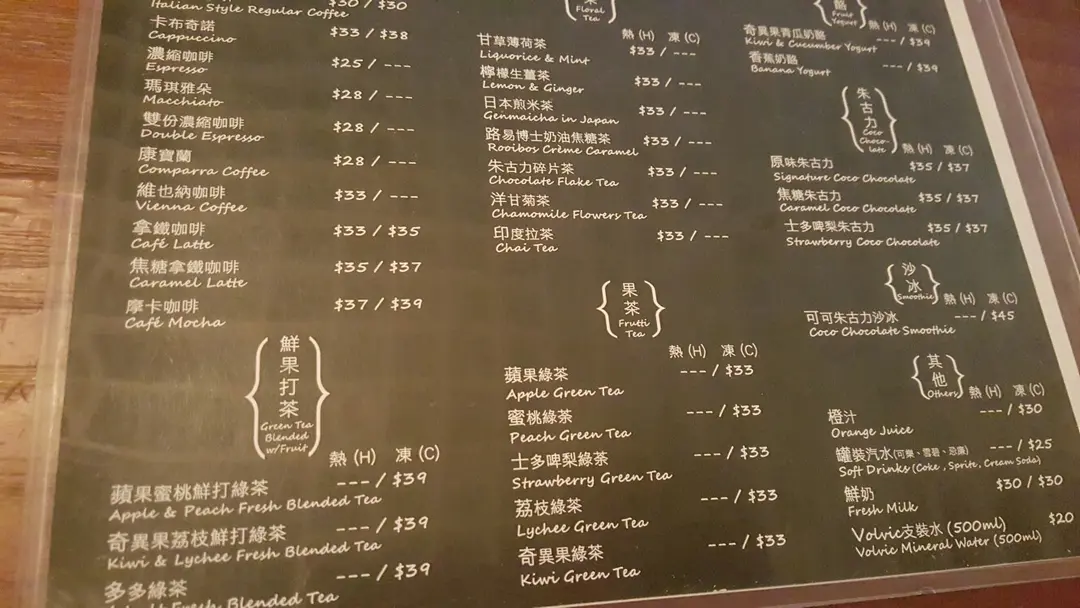 Italian Style Regular Coffee
$30 / $30
卡布奇諾 $33 / $38
Cappuccino
濃縮咖啡 $25 / ---
Espresso
瑪琪雅朵 $28 / ---
Macchiato
雙份濃縮咖啡 $28 / ---
Double Espresso
康寶蘭 $28 / ---
Comparra Coffee
維也納咖啡 $33 / ---
Vienna Coffee
拿鐵咖啡 $33 / $35
Café Latte
焦糖拿鐵咖啡 $35 / $37
Caramel Latte
摩卡咖啡 $37 / $39
Café Mocha
鮮果打茶
Green Tea
Blended
w/Fruit
熱 (H) 凍 (C)
蘋果蜜桃鮮打綠茶 --- / $39
Apple & Peach Fresh Blended Tea
奇異果荔枝鮮打綠茶 --- / $39
Kiwi & Lychee Fresh Blended Tea
多多綠茶 --- / $39
Fresh Blended Tea
茶
Floral
Tea
熱 (H) 凍 (C)
甘草薄荷茶 $33 / ---
Liquorice & Mint
檸檬生薑茶 $33 / ---
Lemon & Ginger
日本煎米茶 $33 / ---
Genmaicha in Japan
路易博士奶油焦糖茶 $33 / ---
Rooibos Crème Caramel
朱古力碎片茶 $33 / ---
Chocolate Flake Tea
洋甘菊茶 $33 / ---
Chamomile Flowers Tea
印度拉茶 $33 / ---
Chai Tea
果茶
Frutti
Tea
熱 (H) 凍 (C)
蘋果綠茶 --- / $33
Apple Green Tea
蜜桃綠茶 --- / $33
Peach Green Tea
士多啤梨綠茶 --- / $33
Strawberry Green Tea
荔枝綠茶 --- / $33
Lychee Green Tea
奇異果綠茶 --- / $33
Kiwi Green Tea
酪
Fruit
Yogurt
熱 (H) 凍 (C)
奇異果青瓜奶酪 --- / $39
Kiwi & Cucumber Yogurt
香蕉奶酪 --- / $39
Banana Yogurt
朱古力
Coco
Choco-
late
熱 (H) 凍 (C)
原味朱古力 $35 / $37
Signature Coco Chocolate
焦糖朱古力 $35 / $37
Caramel Coco Chocolate
士多啤梨朱古力 $35 / $37
Strawberry Coco Chocolate
沙冰
Smoothie
熱 (H) 凍 (C)
可可朱古力沙冰 --- / $45
Coco Chocolate Smoothie
其他
Others
熱 (H) 凍 (C)
橙汁 --- / $30
Orange Juice
罐裝汽水(可樂、雪碧、忌廉) --- / $25
Soft Drinks (Coke, Sprite, Cream Soda)
鮮奶 $30 / $30
Fresh Milk
Volvic支裝水 (500ml) $20
Volvic Mineral Water (500ml)